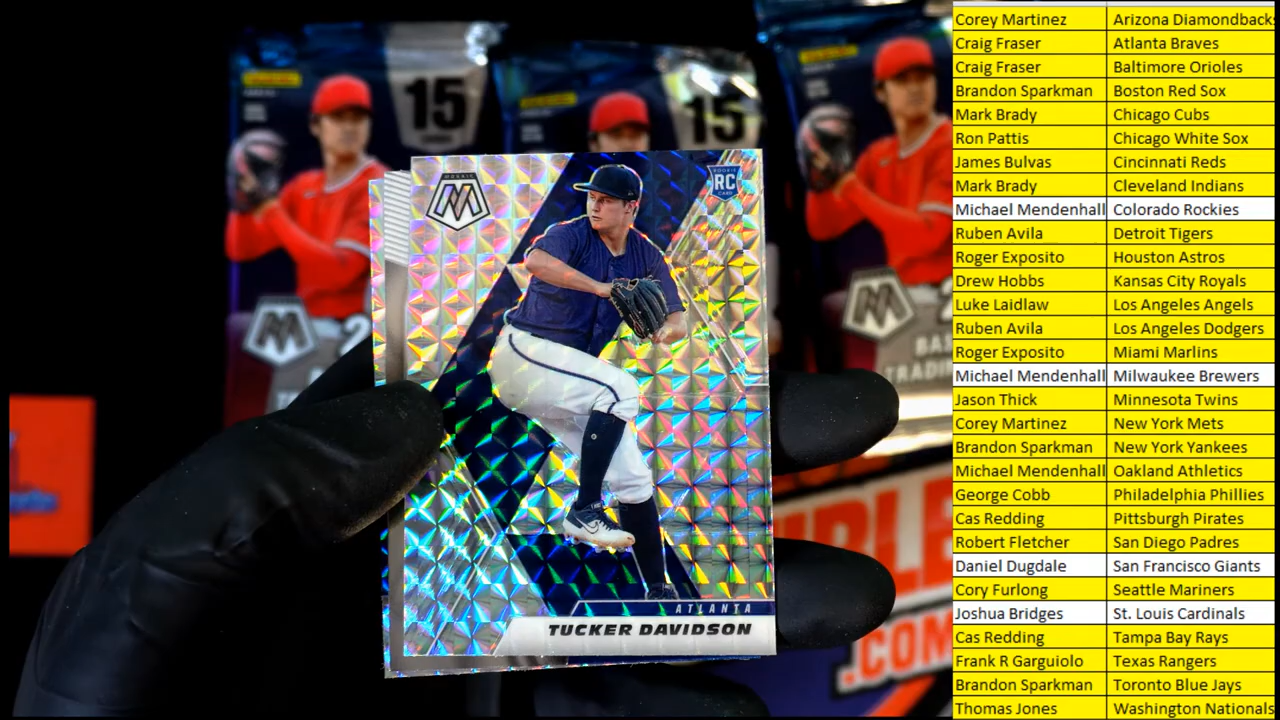 15
15
MOSAIC
ROOKIE
RC
CARD
ATLANTA
TUCKER DAVIDSON
.COM
Corey Martinez Arizona Diamondbacks
Craig Fraser Atlanta Braves
Craig Fraser Baltimore Orioles
Brandon Sparkman Boston Red Sox
Mark Brady Chicago Cubs
Ron Pattis Chicago White Sox
James Bulvas Cincinnati Reds
Mark Brady Cleveland Indians
Michael Mendenhall Colorado Rockies
Ruben Avila Detroit Tigers
Roger Exposito Houston Astros
Drew Hobbs Kansas City Royals
Luke Laidlaw Los Angeles Angels
Ruben Avila Los Angeles Dodgers
Roger Exposito Miami Marlins
Michael Mendenhall Milwaukee Brewers
Jason Thick Minnesota Twins
Corey Martinez New York Mets
Brandon Sparkman New York Yankees
Michael Mendenhall Oakland Athletics
George Cobb Philadelphia Phillies
Cas Redding Pittsburgh Pirates
Robert Fletcher San Diego Padres
Daniel Dugdale San Francisco Giants
Cory Furlong Seattle Mariners
Joshua Bridges St. Louis Cardinals
Cas Redding Tampa Bay Rays
Frank R Garguiolo Texas Rangers
Brandon Sparkman Toronto Blue Jays
Thomas Jones Washington Nationals